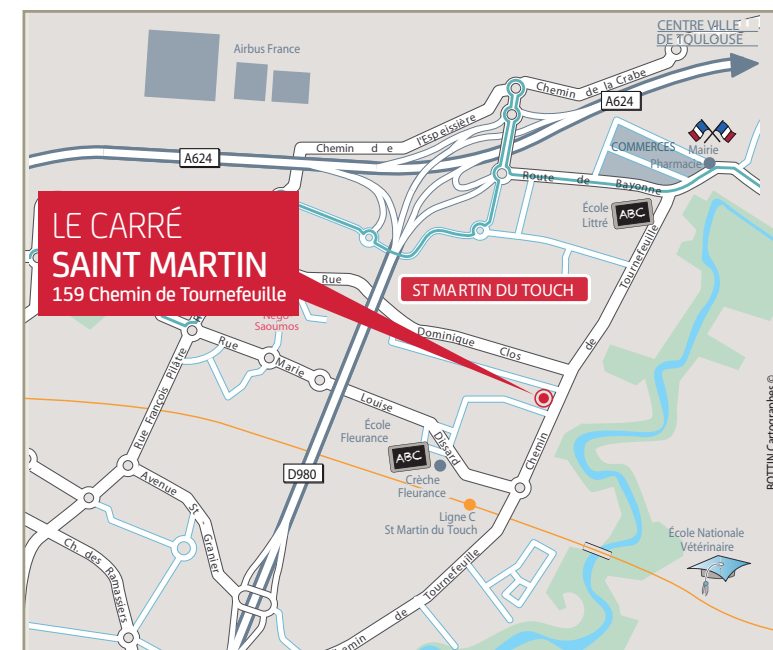 CENTRE VILLE
DE TOULOUSE
Airbus France
Chemin de la Crabe
A624
Chemin de l'Espeissière
A624
COMMERCES
Mairie
Pharmacie
Route de Bayonne
École
Littré
ABC
LE CARRÉ
SAINT MARTIN
159 Chemin de Tournefeuille
ST MARTIN DU TOUCH
Rue Dominique Clos
Négo
Saoumos
Rue Marie Louise Dissard
Rue François Pilâtre
Chemin de Tournefeuille
École
Fleurance
ABC
Crèche
Fleurance
D980
Avenue St - Granier
Ligne C
St Martin du Touch
École Nationale
Vétérinaire
Ch. des Ramassiers
de Tournefeuille
BOTTIN Cartographes ©